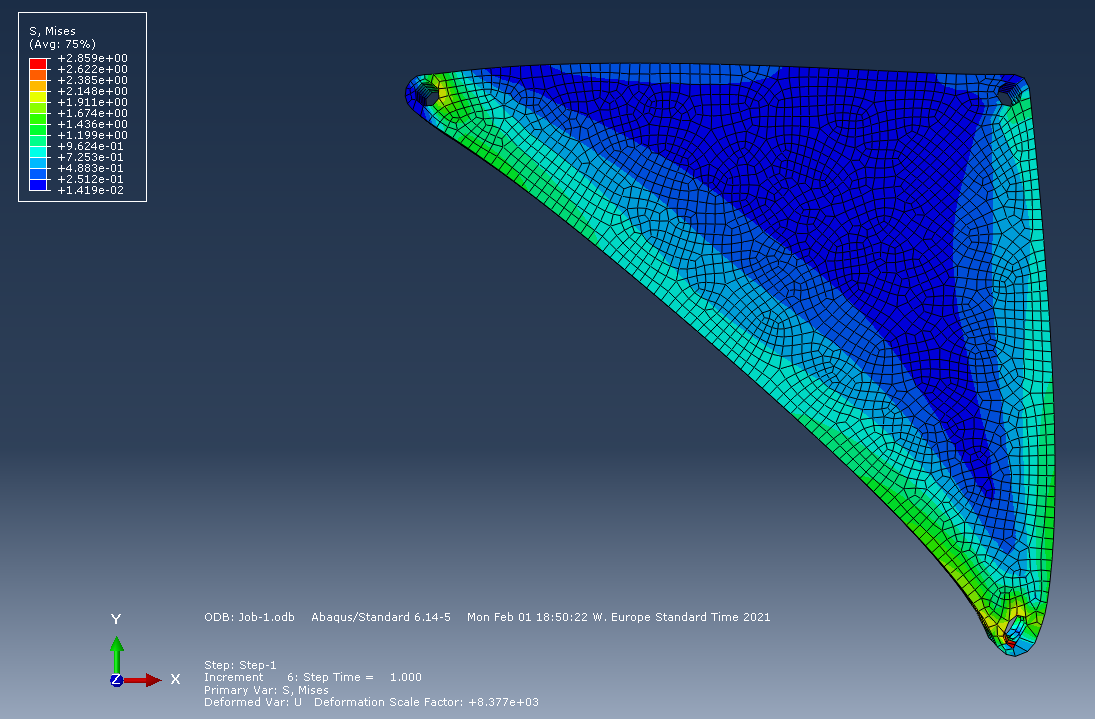 S, Mises
(Avg: 75%)
+2.859e+00
+2.622e+00
+2.385e+00
+2.148e+00
+1.911e+00
+1.674e+00
+1.436e+00
+1.199e+00
+9.624e-01
+7.253e-01
+4.883e-01
+2.512e-01
+1.419e-02
Y
Z X
ODB: Job-1.odb Abaqus/Standard 6.14-5 Mon Feb 01 18:50:22 W. Europe Standard Time 2021
Step: Step-1
Increment 6: Step Time = 1.000
Primary Var: S, Mises
Deformed Var: U Deformation Scale Factor: +8.377e+03